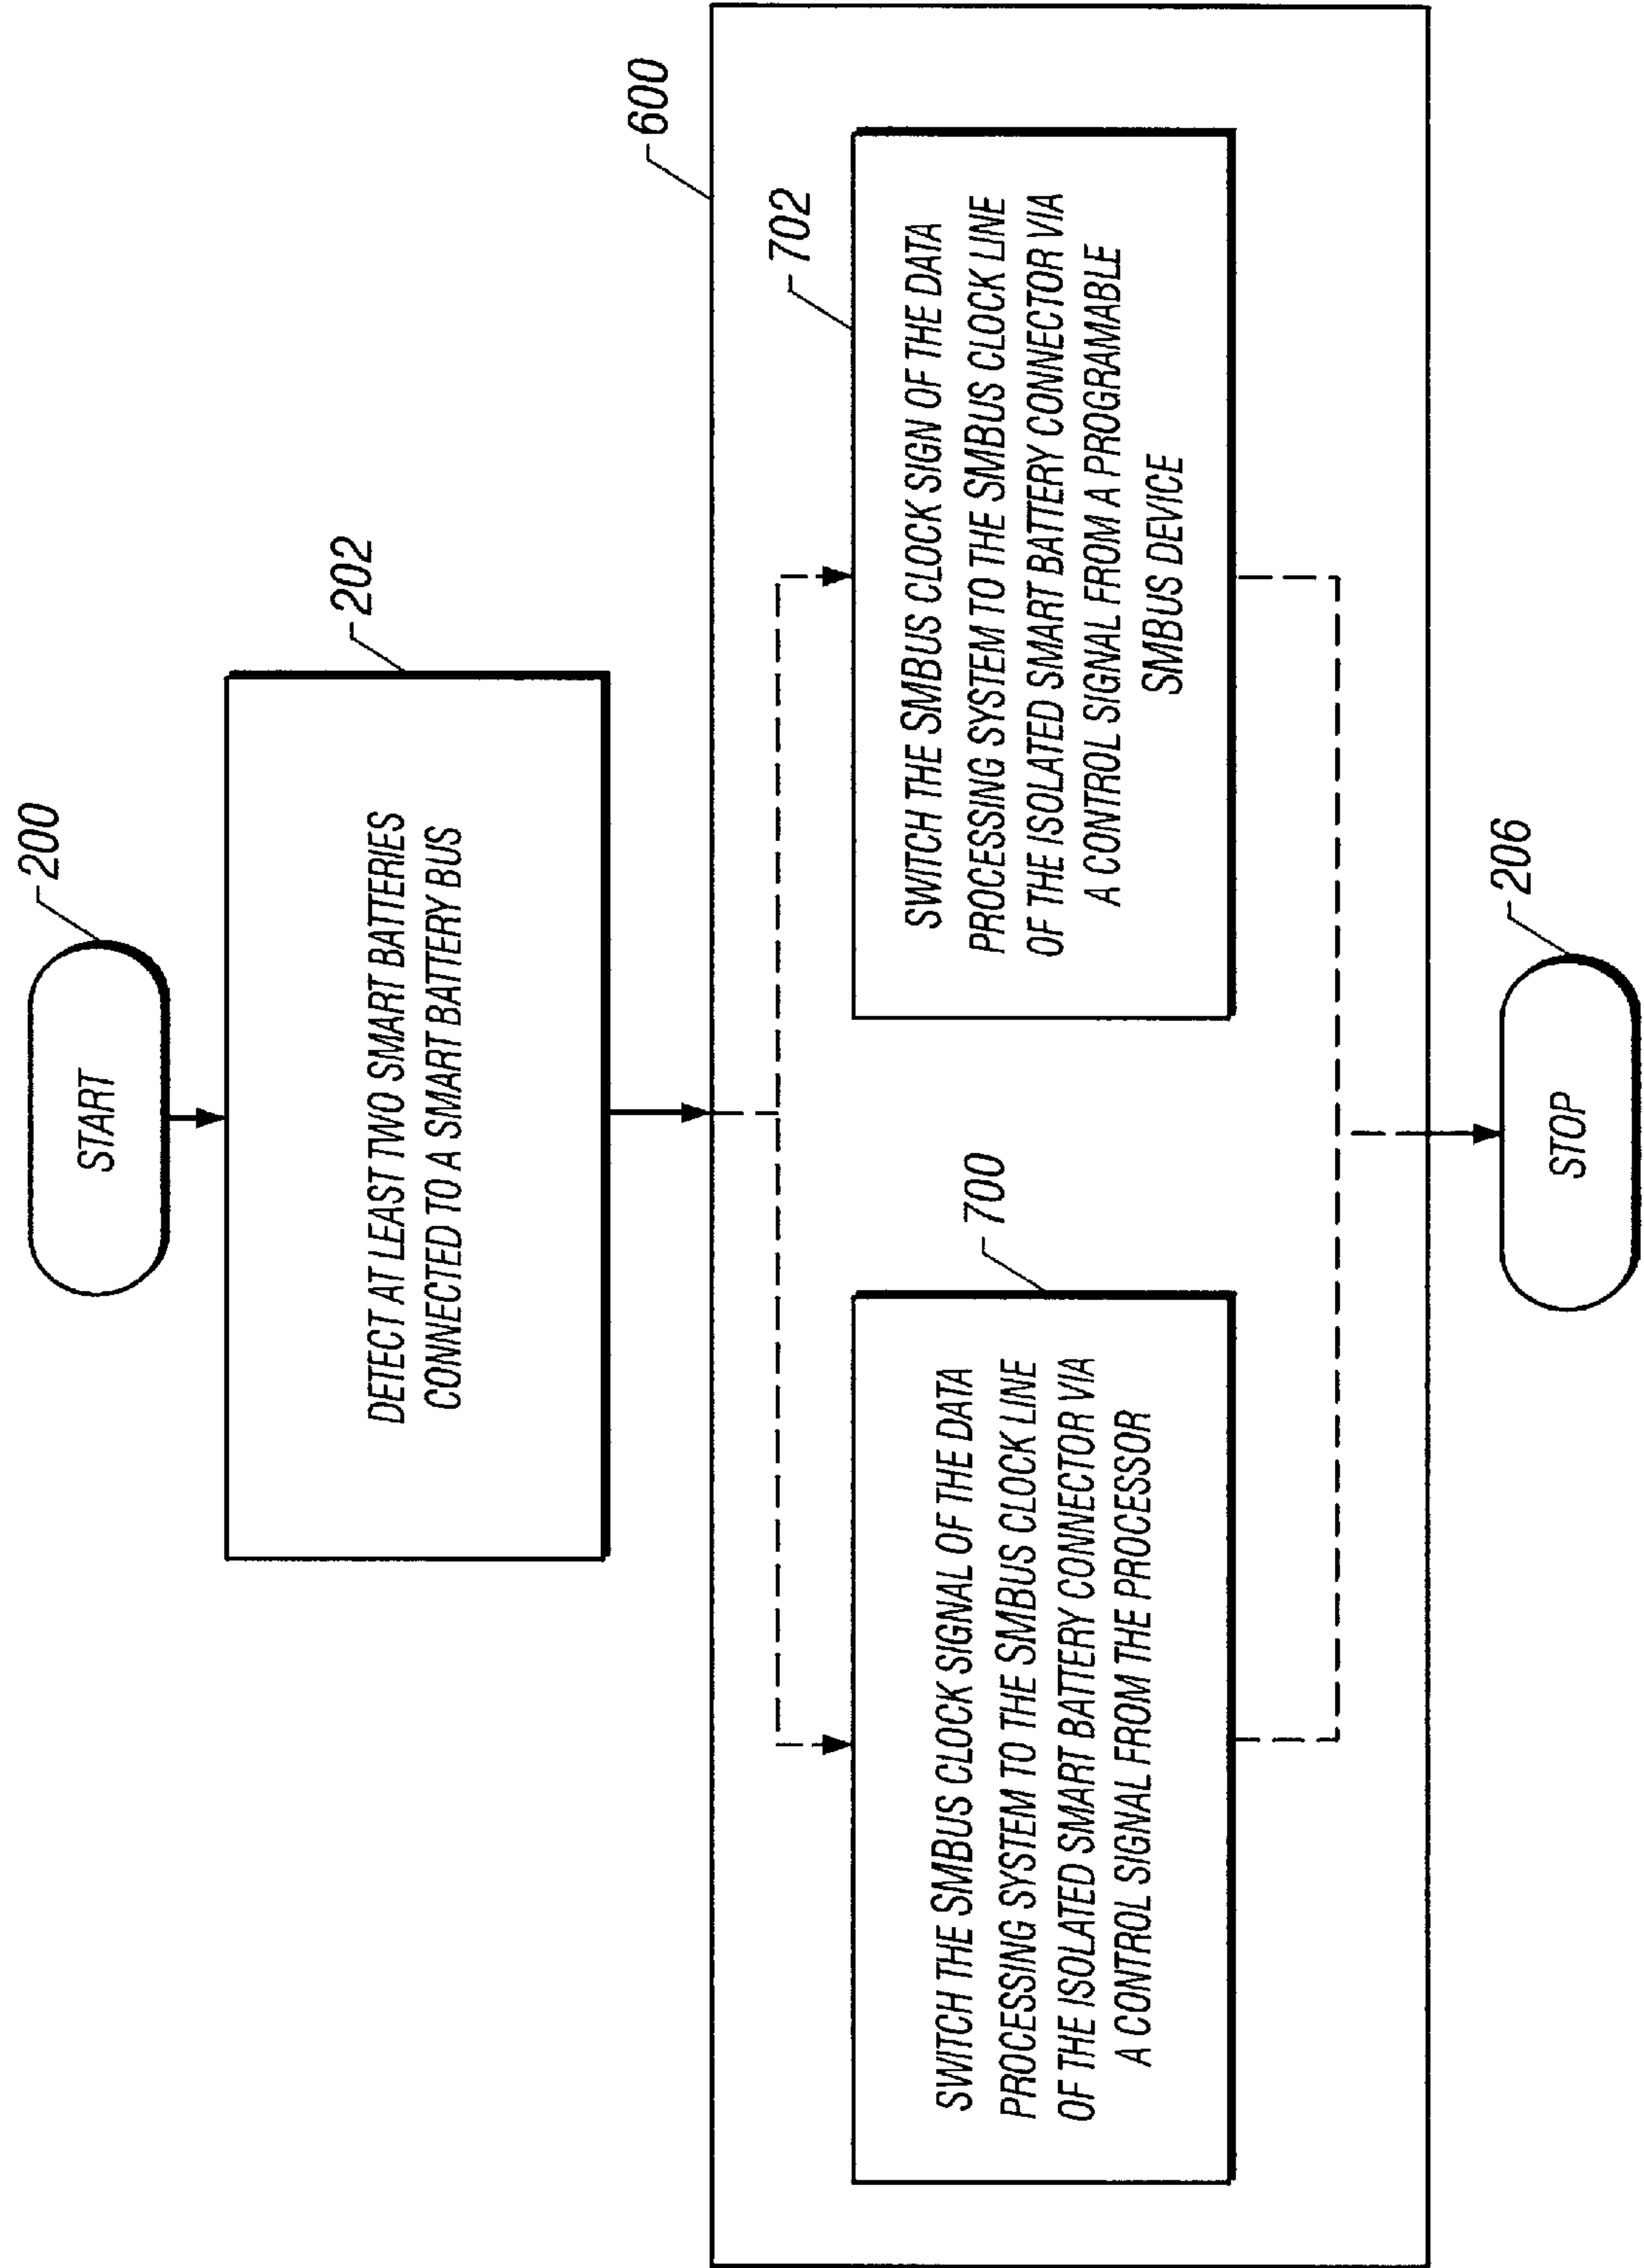 START
200
DETECT AT LEAST TWO SMART BATTERIES
CONNECTED TO A SMART BATTERY BUS
202
600
SWITCH THE SMBUS CLOCK SIGNAL OF THE DATA
PROCESSING SYSTEM TO THE SMBUS CLOCK LINE
OF THE ISOLATED SMART BATTERY CONNECTOR VIA
A CONTROL SIGNAL FROM THE PROCESSOR
700
SWITCH THE SMBUS CLOCK SIGN OF THE DATA
PROCESSING SYSTEM TO THE SMBUS CLOCK LINE
OF THE ISOLATED SMART BATTERY CONNECTOR VIA
A CONTROL SIGNAL FROM A PROGRAMABLE
SMBUS DEVICE
702
STOP
206